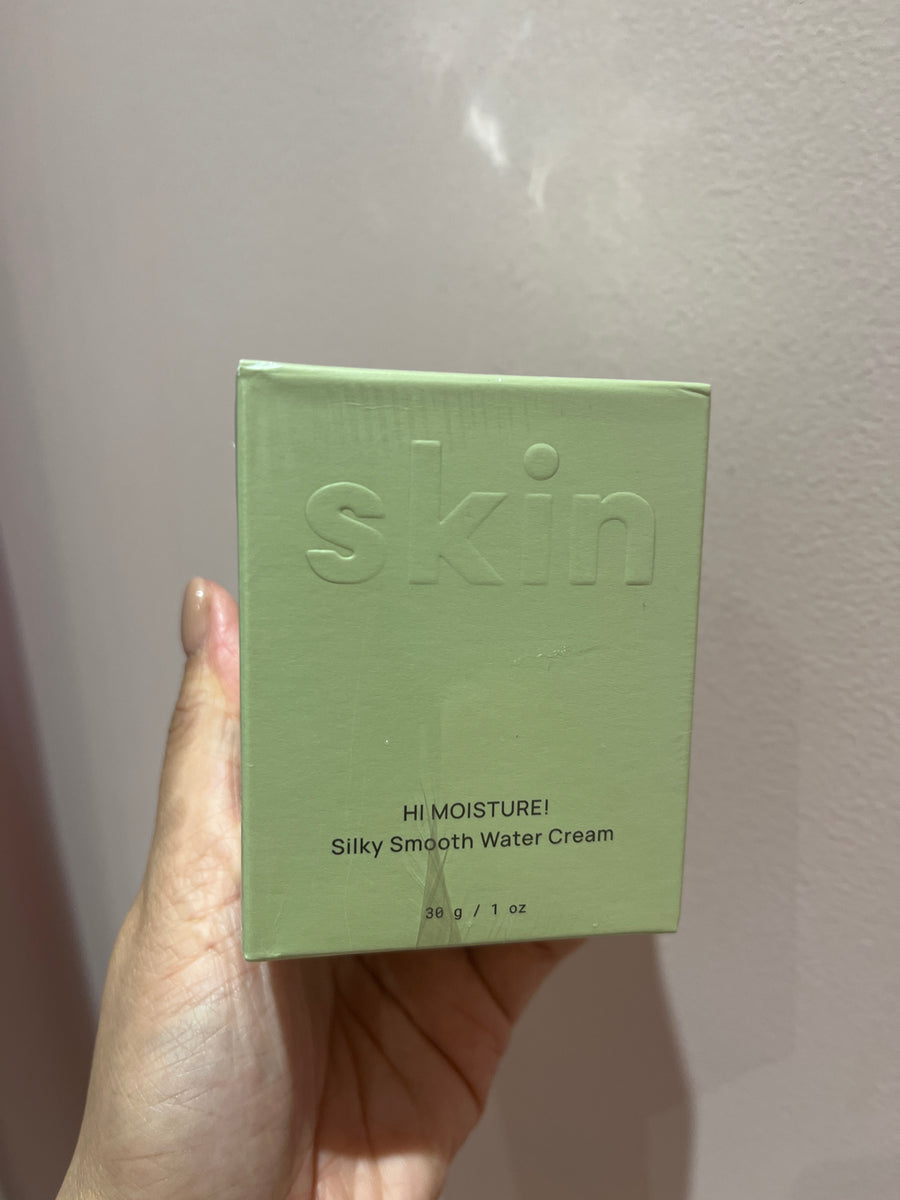 skin
HI MOISTURE!
Silky Smooth Water Cream
30 g / 1 oz